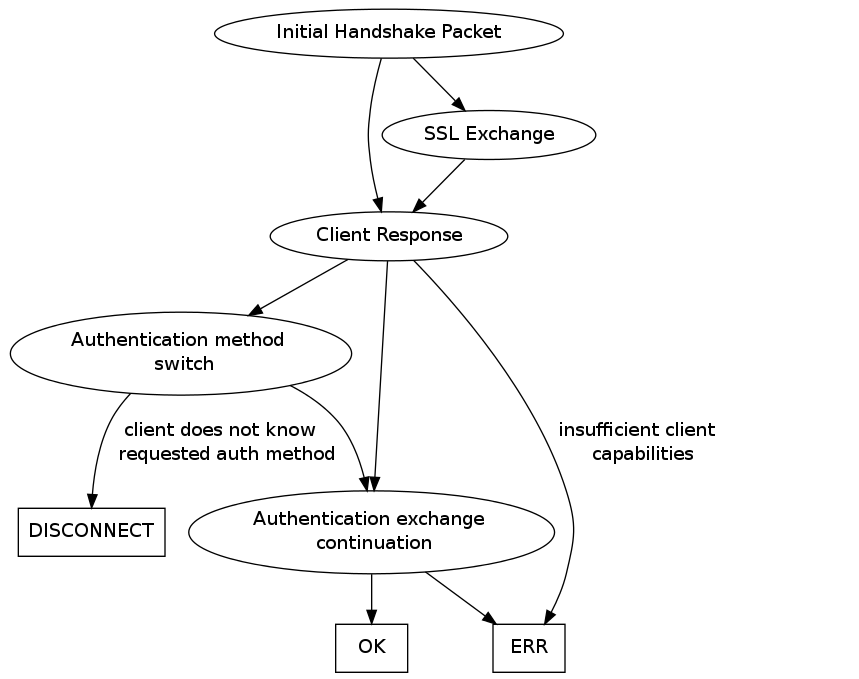 Initial Handshake Packet
SSL Exchange
Client Response
Authentication method
switch
client does not know
requested auth method
insufficient client
capabilities
DISCONNECT
Authentication exchange
continuation
OK
ERR